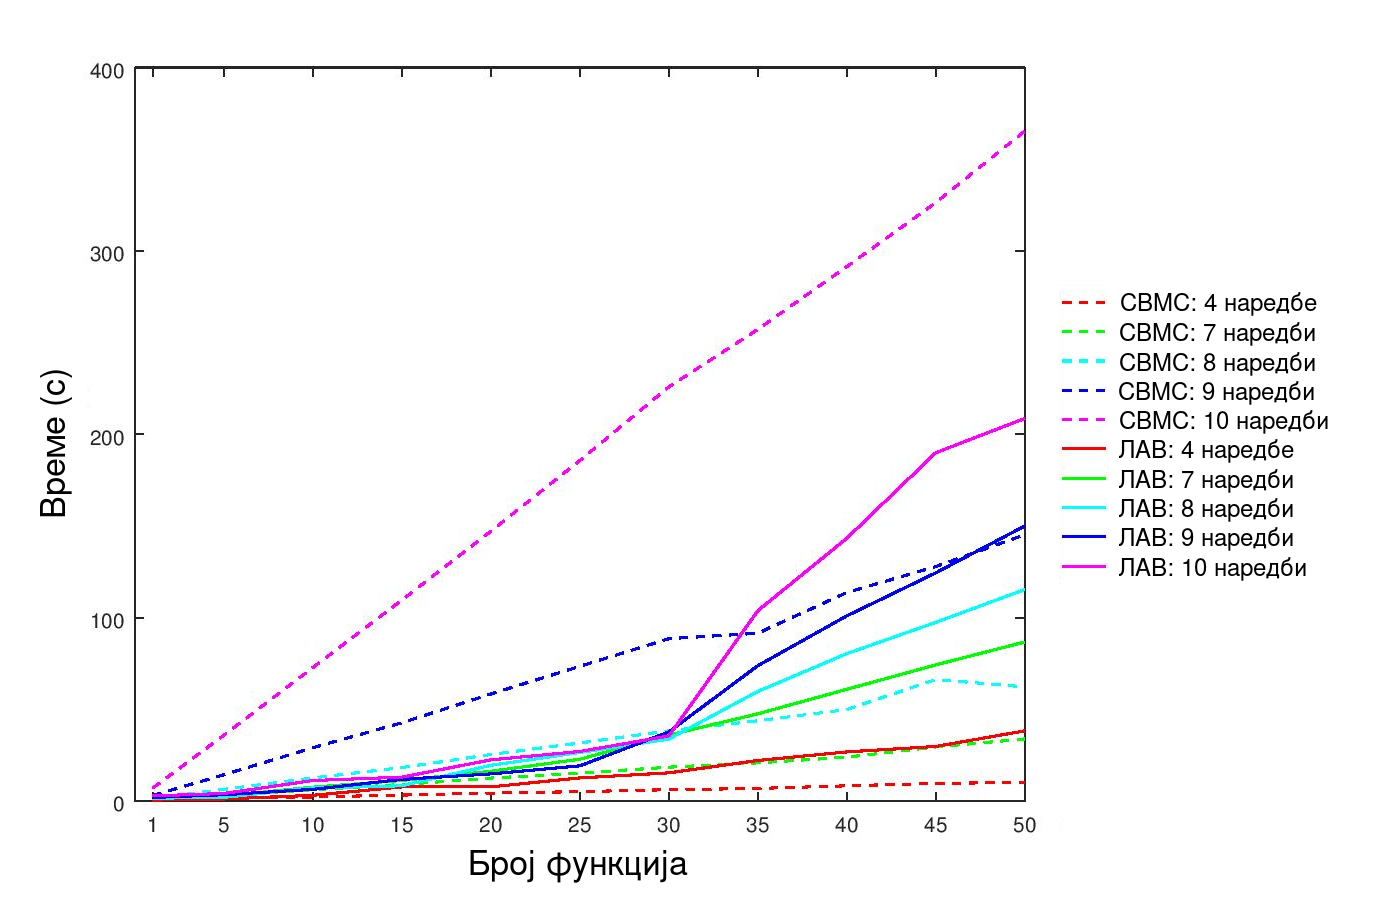 400
300
200
100
0
Време (с)
1 5 10 15 20 25 30 35 40 45 50
Број функција
СВМС: 4 наредбе
СВМС: 7 наредби
СВМС: 8 наредби
СВМС: 9 наредби
СВМС: 10 наредби
ЛАВ: 4 наредбе
ЛАВ: 7 наредби
ЛАВ: 8 наредби
ЛАВ: 9 наредби
ЛАВ: 10 наредби